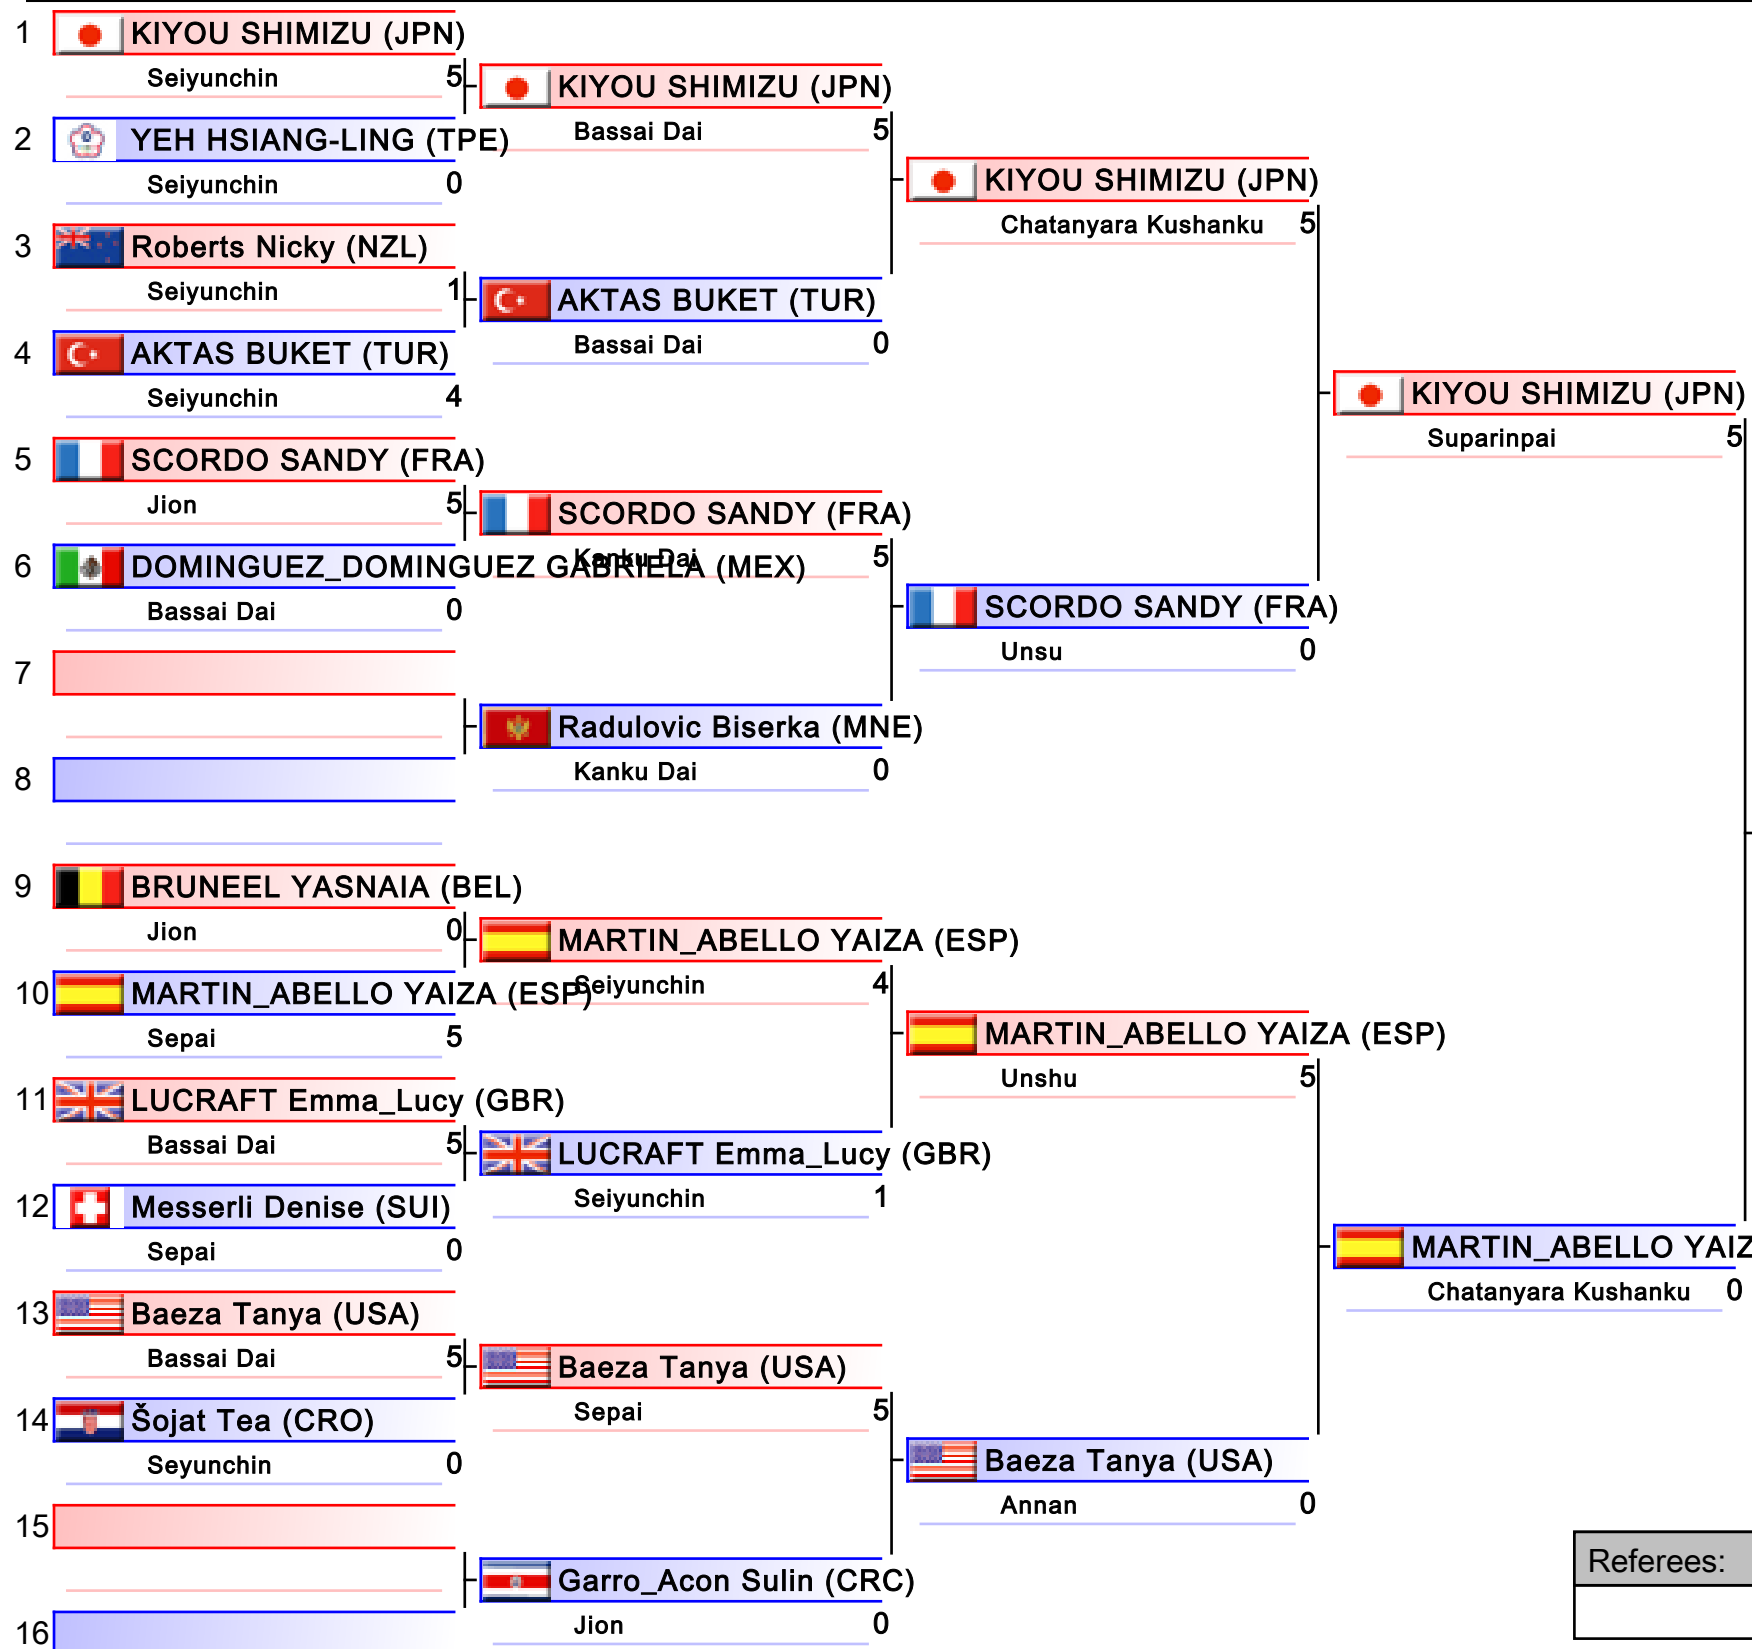 1 KIYOU SHIMIZU (JPN)
Seiyunchin 5
KIYOU SHIMIZU (JPN)
Bassai Dai 5
2 YEH HSIANG-LING (TPE)
Seiyunchin 0
KIYOU SHIMIZU (JPN)
Chatanyara Kushanku 5
3 Roberts Nicky (NZL)
Seiyunchin 1
AKTAS BUKET (TUR)
Bassai Dai 0
4 AKTAS BUKET (TUR)
Seiyunchin 4
KIYOU SHIMIZU (JPN)
Suparinpai 5
5 SCORDO SANDY (FRA)
Jion 5
SCORDO SANDY (FRA)
Kanku Dai 5
6 DOMINGUEZ_DOMINGUEZ GABRIELA (MEX)
Bassai Dai 0
SCORDO SANDY (FRA)
Unsu 0
7
Radulovic Biserka (MNE)
Kanku Dai 0
8
9 BRUNEEL YASNAIA (BEL)
Jion 0
MARTIN_ABELLO YAIZA (ESP)
Seiyunchin 4
10 MARTIN_ABELLO YAIZA (ESP)
Sepai 5
MARTIN_ABELLO YAIZA (ESP)
Unshu 5
11 LUCRAFT Emma_Lucy (GBR)
Bassai Dai 5
LUCRAFT Emma_Lucy (GBR)
Seiyunchin 1
12 Messerli Denise (SUI)
Sepai 0
MARTIN_ABELLO YAIZ
Chatanyara Kushanku 0
13 Baeza Tanya (USA)
Bassai Dai 5
Baeza Tanya (USA)
Sepai 5
14 Šojat Tea (CRO)
Seyunchin 0
Baeza Tanya (USA)
Annan 0
15
Garro_Acon Sulin (CRC)
Jion 0
16
Referees: